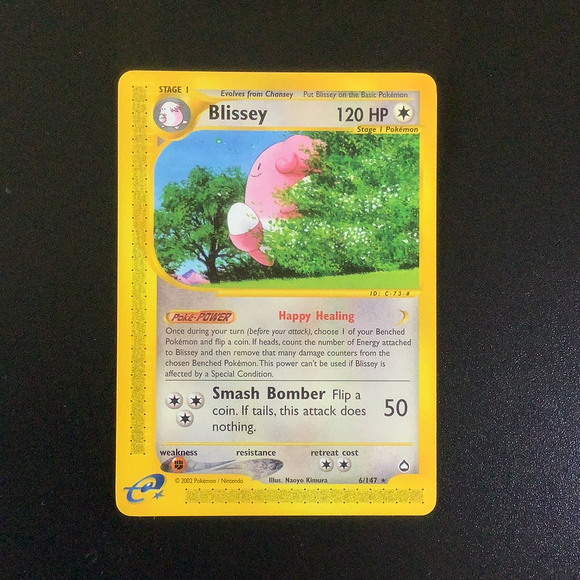 STAGE 1 Evolves from Chansey Put Blissey on the Basic Pokémon
Blissey 120 HP
Stage 1 Pokémon
ID: C-73-#
POKé-POWER Happy Healing
Once during your turn (before your attack), choose 1 of your Benched
Pokémon and flip a coin. If heads, count the number of Energy attached
to Blissey and then remove that many damage counters from the
chosen Benched Pokémon. This power can't be used if Blissey is
affected by a Special Condition.
Smash Bomber Flip a
coin. If tails, this attack does 50
nothing.
weakness resistance retreat cost
© 2002 Pokémon / Nintendo Illus. Naoyo Kimura 6/147 ★
e